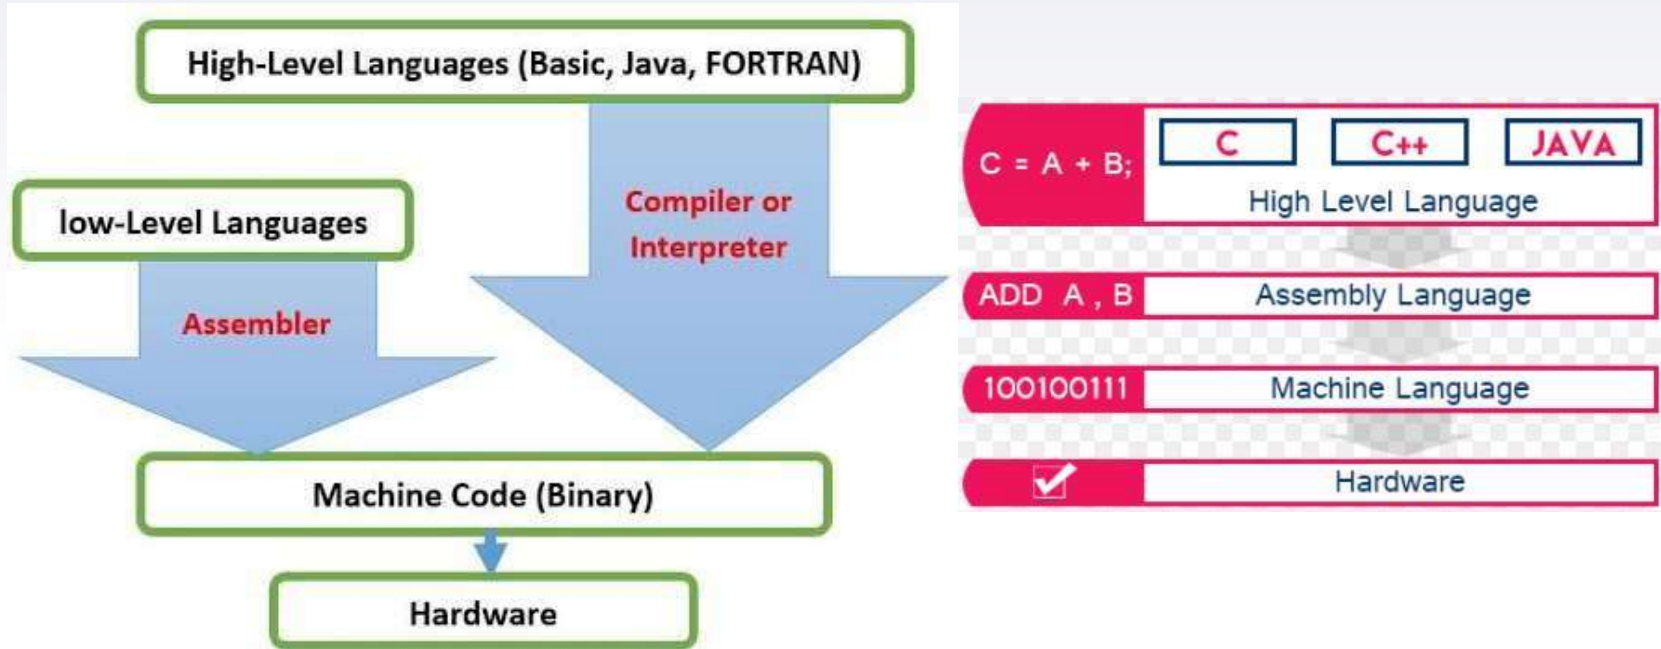 High-Level Languages (Basic, Java, FORTRAN)
low-Level Languages
Compiler or
Interpreter
Assembler
Machine Code (Binary)
Hardware
C = A + B;
C
C++
JAVA
High Level Language
ADD A , B
Assembly Language
100100111
Machine Language
Hardware